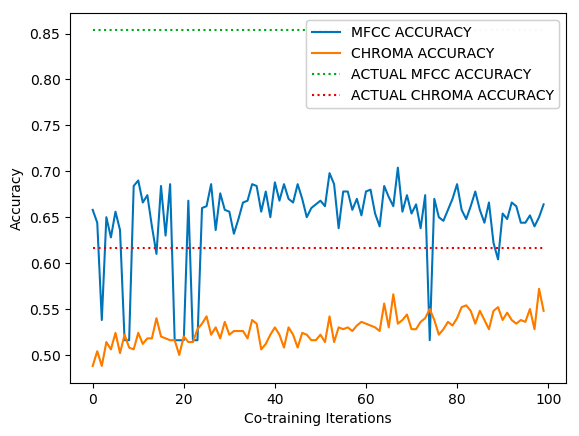 MFCC ACCURACY
CHROMA ACCURACY
ACTUAL MFCC ACCURACY
ACTUAL CHROMA ACCURACY
0.85
0.80
0.75
0.70
0.65
0.60
0.55
0.50
Accuracy
0 20 40 60 80 100
Co-training Iterations